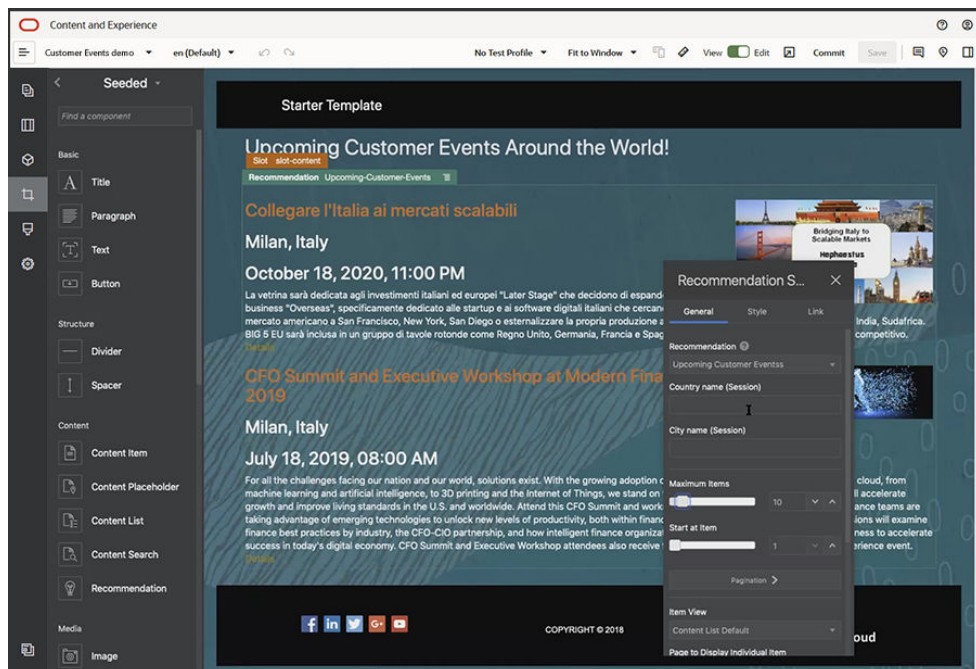 Content and Experience
Customer Events demo
en (Default)
No Test Profile
Fit to Window
View
Edit
Commit
Save
Seeded
Find a component
Basic
Title
Paragraph
Text
Button
Structure
Divider
Spacer
Content
Content Item
Content Placeholder
Content List
Content Search
Recommendation
Media
Image
Starter Template
Upcoming Customer Events Around the World!
Slot slot-content
Recommendation Upcoming-Customer-Events
Collegare l'Italia ai mercati scalabili
Milan, Italy
October 18, 2020, 11:00 PM
La vetrina sarà dedicata agli investimenti italiani ed europei "Later Stage" che decidono di
business "Overseas", specificamente dedicato alle startup e ai software digitali italiani che
mercato americano a San Francisco, New York, San Diego o esternalizzare la propria produzione India, Sudafrica.
BIG 5 EU sarà inclusa in un gruppo di tavole rotonde come Regno Unito, Germania, Francia e competitivo.
Details
Bridging Italy to
Scalable Markets
Hephaestus
CFO Summit and Executive Workshop at Modern
2019
Milan, Italy
July 18, 2019, 08:00 AM
For all the challenges facing our nation and our world, solutions exist. With the growing adoption cloud, from
machine learning and artificial intelligence, to 3D printing and the Internet of Things, we stand on accelerate
growth and improve living standards in the U.S. and worldwide. Attend this CFO Summit and teams are
taking advantage of emerging technologies to unlock new levels of productivity, both within will examine
finance best practices by industry, the CFO-CIO partnership, and how intelligent finance to accelerate
success in today's digital economy. CFO Summit and Executive Workshop attendees also receive event.
Details
COPYRIGHT © 2018
Recommendation S...
General
Style
Link
Recommendation
Upcoming Customer Eventss
Country name (Session)
City name (Session)
Maximum Items
10
Start at Item
1
Pagination
Item View
Content List Default
Page to Display Individual Item